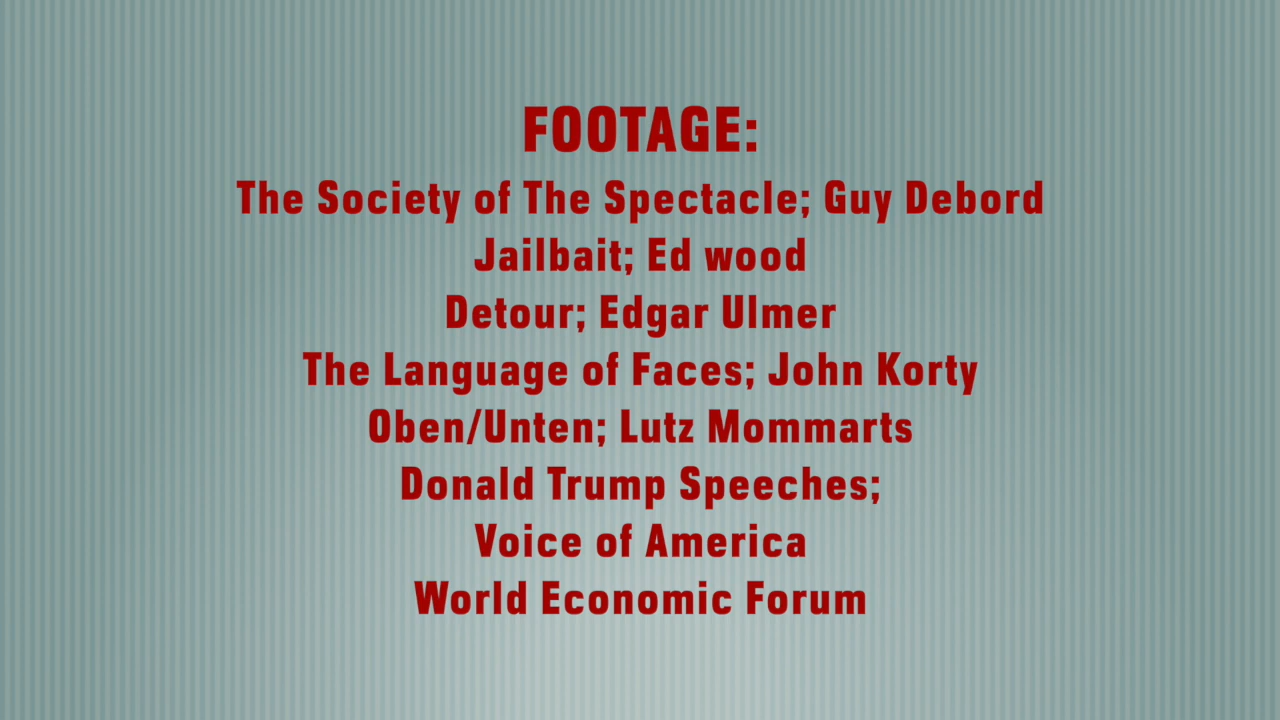 FOOTAGE:
The Society of The Spectacle; Guy Debord
Jailbait; Ed wood
Detour; Edgar Ulmer
The Language of Faces; John Korty
Oben/Unten; Lutz Mommarts
Donald Trump Speeches;
Voice of America
World Economic Forum